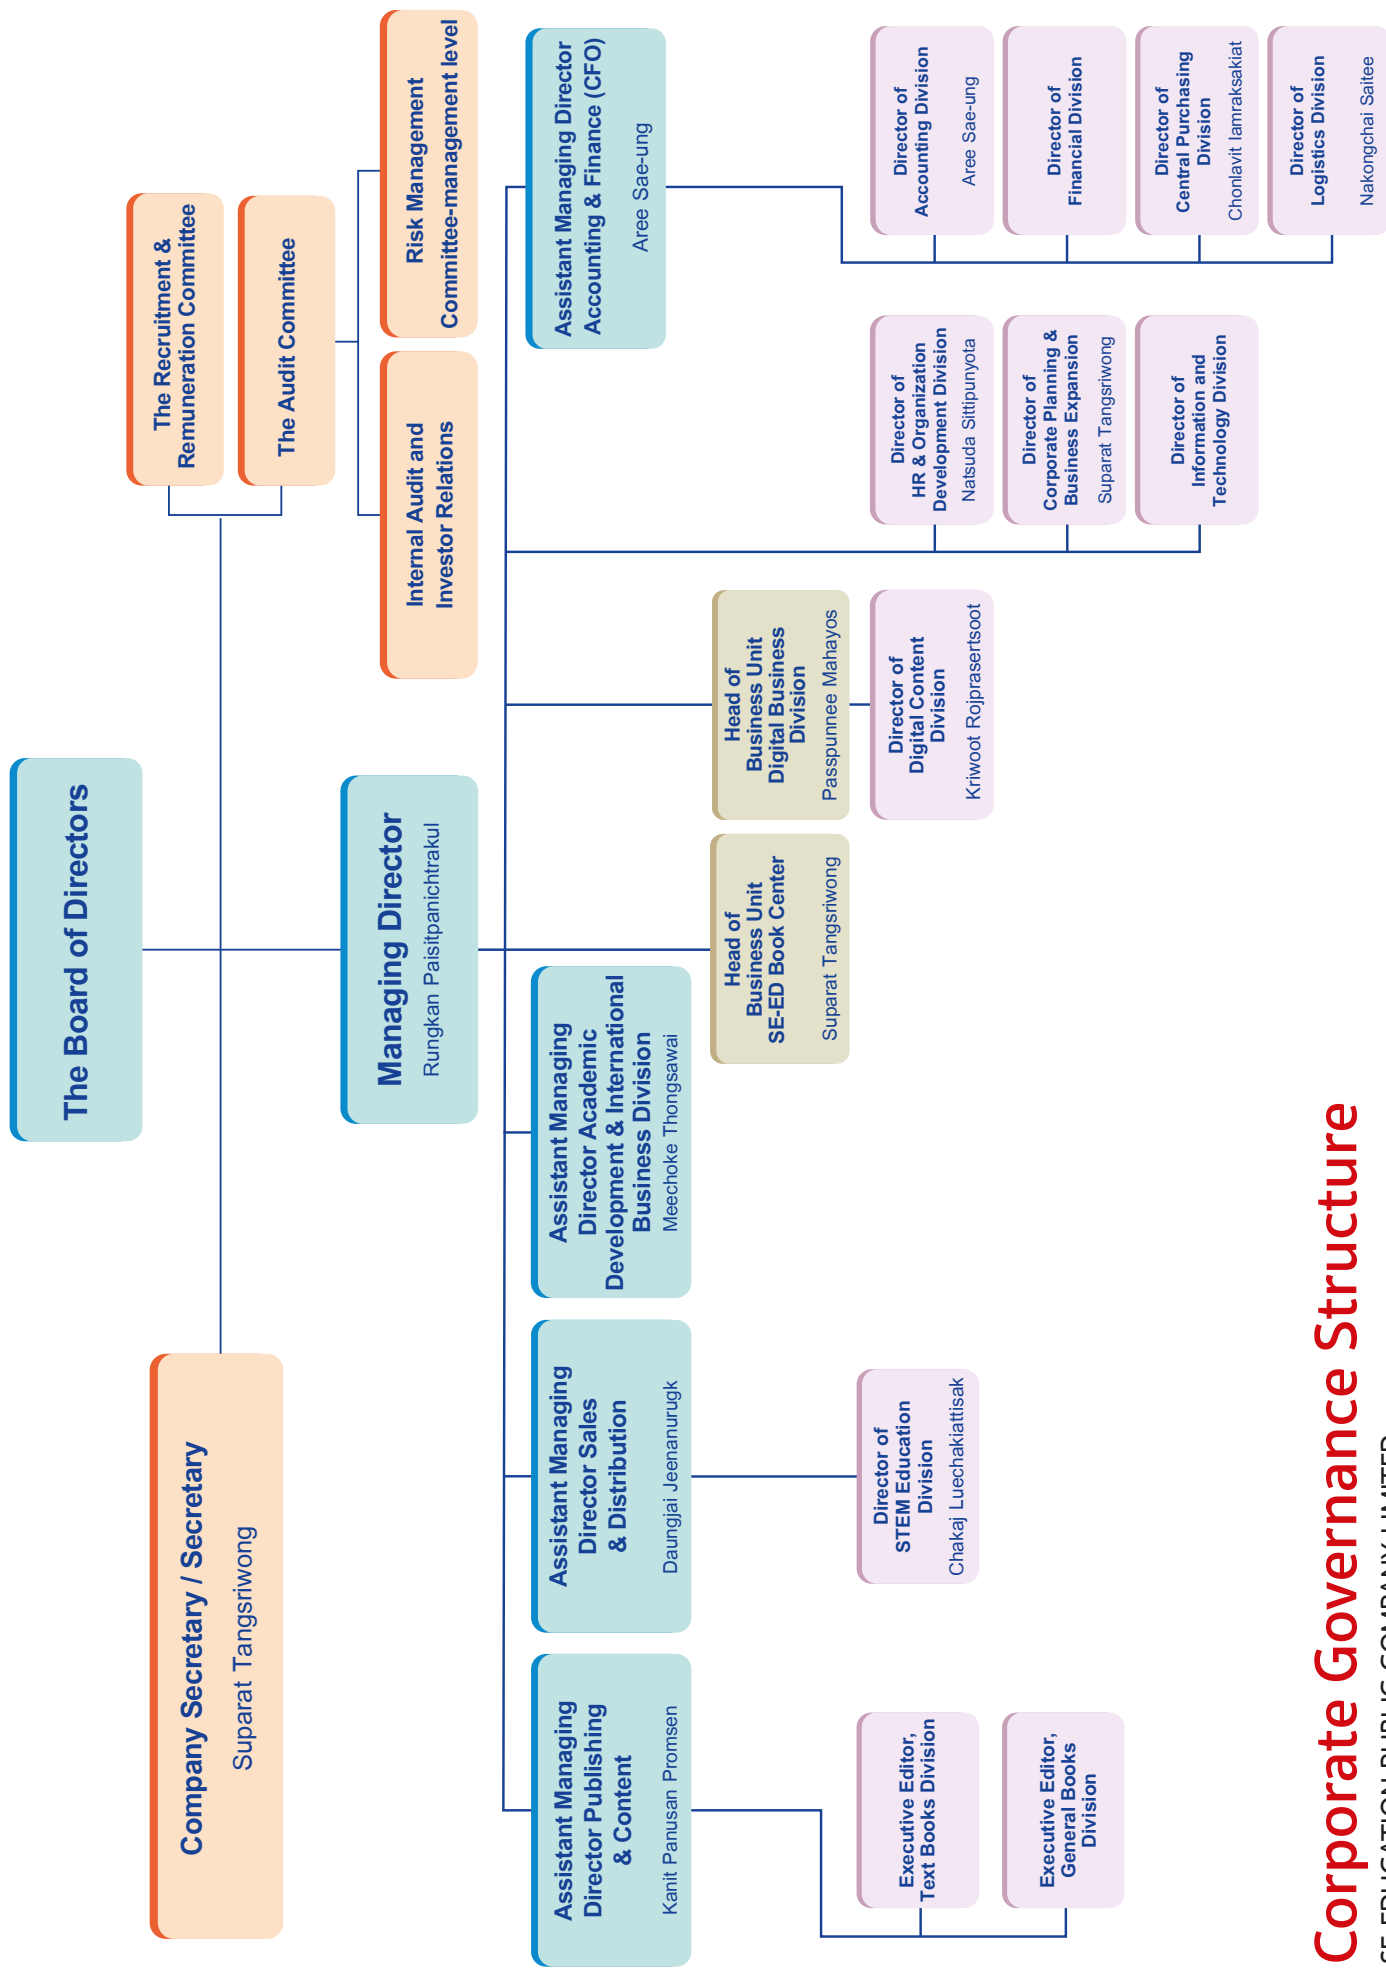 The Board of Directors
Company Secretary / Secretary
Suparat Tangsriwong
The Recruitment &
Remuneration Committee
The Audit Committee
Internal Audit and
Investor Relations
Risk Management
Committee-management level
Managing Director
Rungkan Paisitpanichtrakul
Assistant Managing
Director Publishing
& Content
Kanit Panusan Promsen
Assistant Managing
Director Sales
& Distribution
Daungjai Jeenanurugk
Assistant Managing
Director Academic
Development & International
Business Division
Meechoke Thongsawai
Assistant Managing Director
Accounting & Finance (CFO)
Aree Sae-ung
Head of
Business Unit
SE-ED Book Center
Suparat Tangsriwong
Head of
Business Unit
Digital Business
Division
Passpunnee Mahayos
Executive Editor,
Text Books Division
Executive Editor,
General Books
Division
Director of
STEM Education
Division
Chakaj Luechakiattisak
Director of
Digital Content
Division
Kriwoot Rojprasertsoot
Director of
HR & Organization
Development Division
Natsuda Sittipunyota
Director of
Corporate Planning &
Business Expansion
Suparat Tangsriwong
Director of
Information and
Technology Division
Director of
Accounting Division
Aree Sae-ung
Director of
Financial Division
Director of
Central Purchasing
Division
Chonlavit Iamraksakiat
Director of
Logistics Division
Nakongchai Saitee
Corporate Governance Structure
SE-EDUCATION PUBLIC COMPANY LIMITED